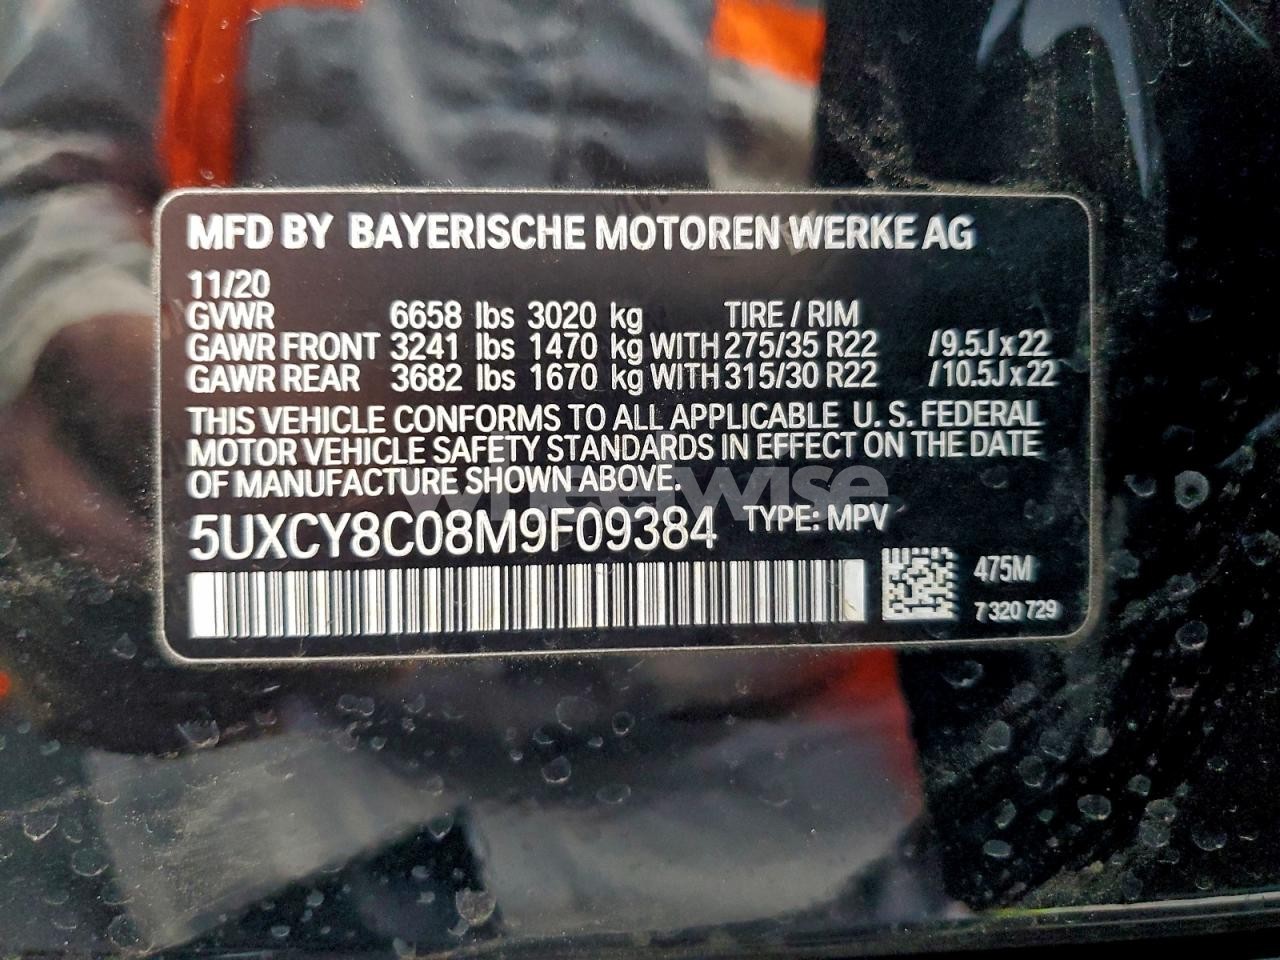 MFD BY BAYERISCHE MOTOREN WERKE AG
11/20
GVWR 6658 lbs 3020 kg TIRE / RIM
GAWR FRONT 3241 lbs 1470 kg WITH 275/35 R22 /9.5J x 22
GAWR REAR 3682 lbs 1670 kg WITH 315/30 R22 /10.5J x 22
THIS VEHICLE CONFORMS TO ALL APPLICABLE U. S. FEDERAL
MOTOR VEHICLE SAFETY STANDARDS IN EFFECT ON THE DATE
OF MANUFACTURE SHOWN ABOVE.
wheelwise
5UXCY8C08M9F09384 TYPE: MPV
475M
7 320 729